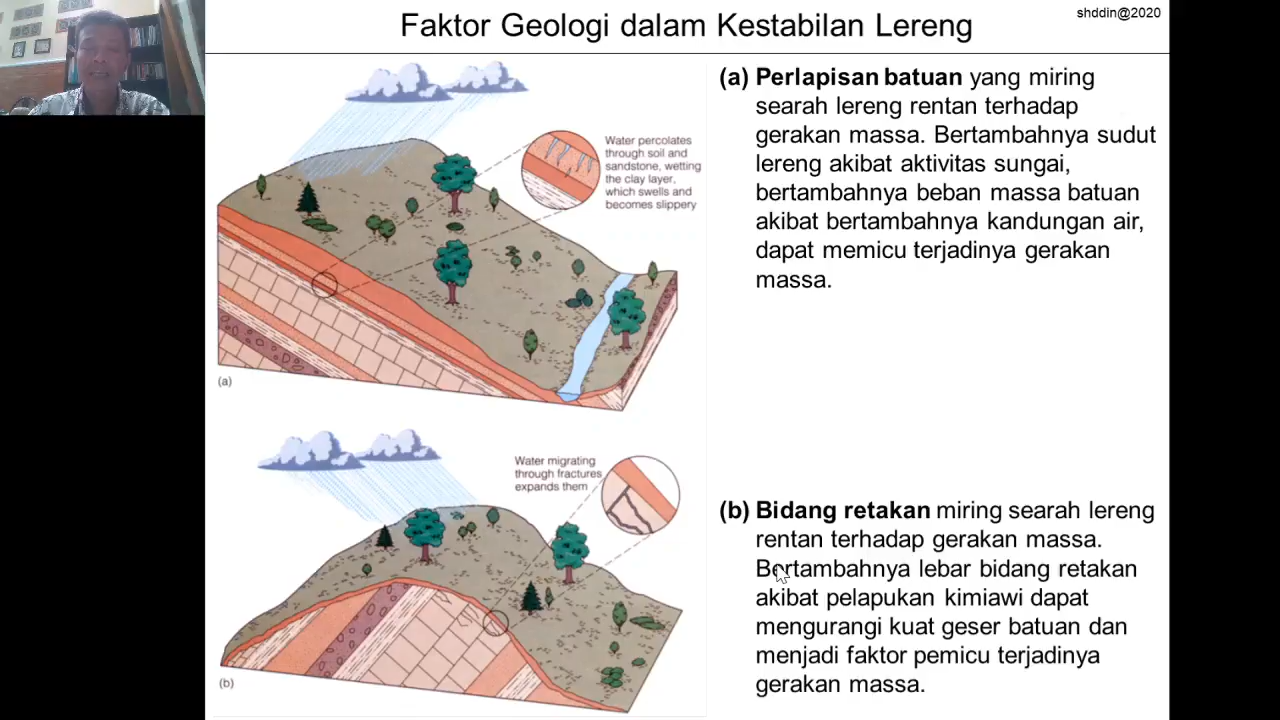 Faktor Geologi dalam Kestabilan Lereng
shddin@2020
Water percolates
through soil and
sandstone, wetting
the clay layer,
which swells and
becomes slippery
(a)
(a) Perlapisan batuan yang miring
searah lereng rentan terhadap
gerakan massa. Bertambahnya sudut
lereng akibat aktivitas sungai,
bertambahnya beban massa batuan
akibat bertambahnya kandungan air,
dapat memicu terjadinya gerakan
massa.
Water migrating
through fractures
expands them
(b)
(b) Bidang retakan miring searah lereng
rentan terhadap gerakan massa.
Bertambahnya lebar bidang retakan
akibat pelapukan kimiawi dapat
mengurangi kuat geser batuan dan
menjadi faktor pemicu terjadinya
gerakan massa.